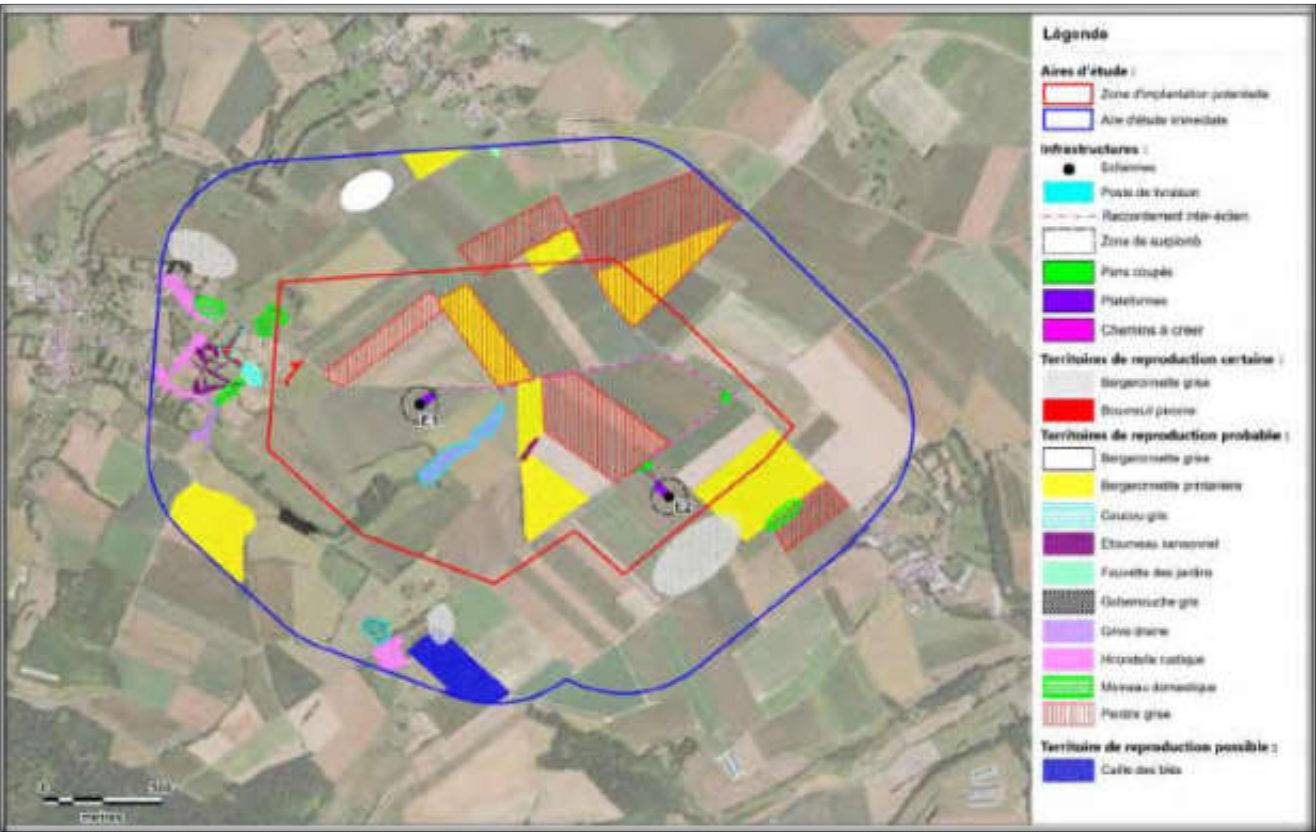 Légende
Aires d'étude :
Zone d'implantation potentielle
Aire d'étude immédiate
Infrastructures :
Eoliennes
Poste de livraison
Raccordement inter-éolien
Zone de surplomb
Pans coupés
Plateformes
Chemins à créer
Territoires de reproduction certaine :
Bergeronnette grise
Bouvreuil pivoine
Territoires de reproduction probable :
Bergeronnette grise
Bergeronnette printanière
Coucou gris
Etourneau sansonnet
Fauvette des jardins
Gobemouche gris
Grive draine
Hirondelle rustique
Moineau domestique
Perdrix grise
Territoire de reproduction possible :
Caille des blés
E1
E2
0 500
mètres